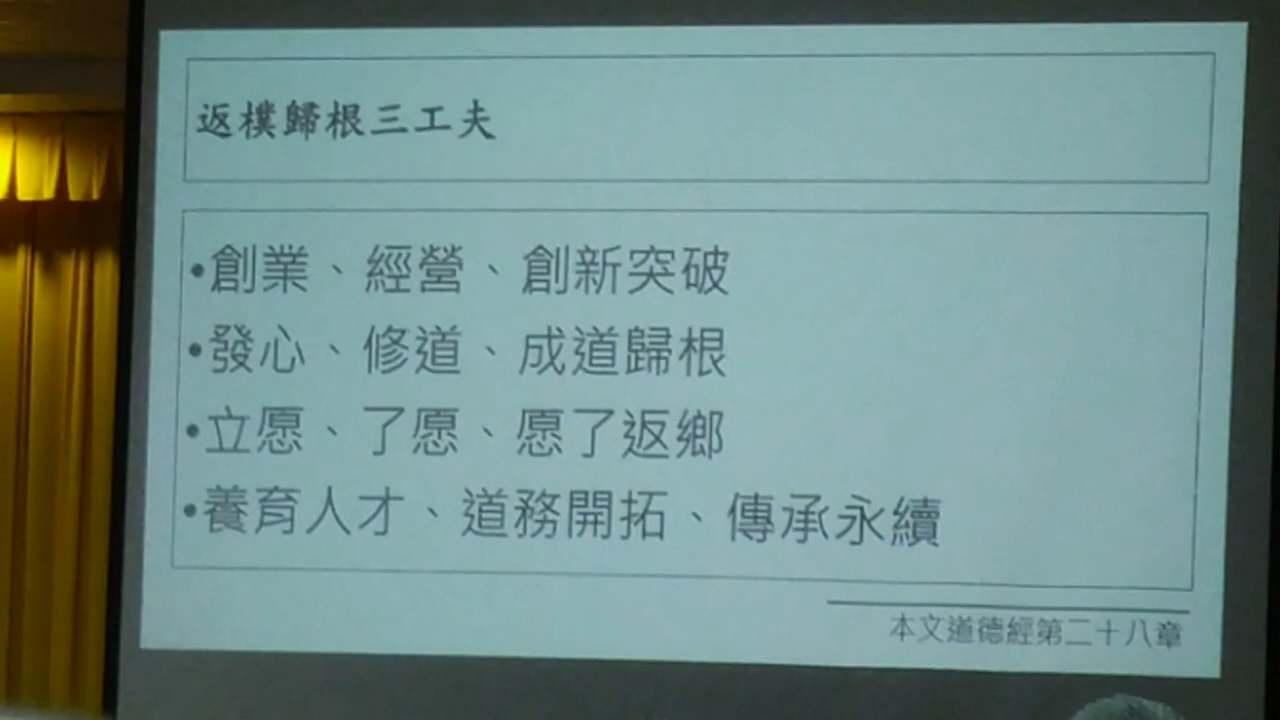 返樸歸根三工夫
•創業、經營、創新突破
•發心、修道、成道歸根
•立愿、了愿、愿了返鄉
•養育人才、道務開拓、傳承永續
本文道德經第二十八章